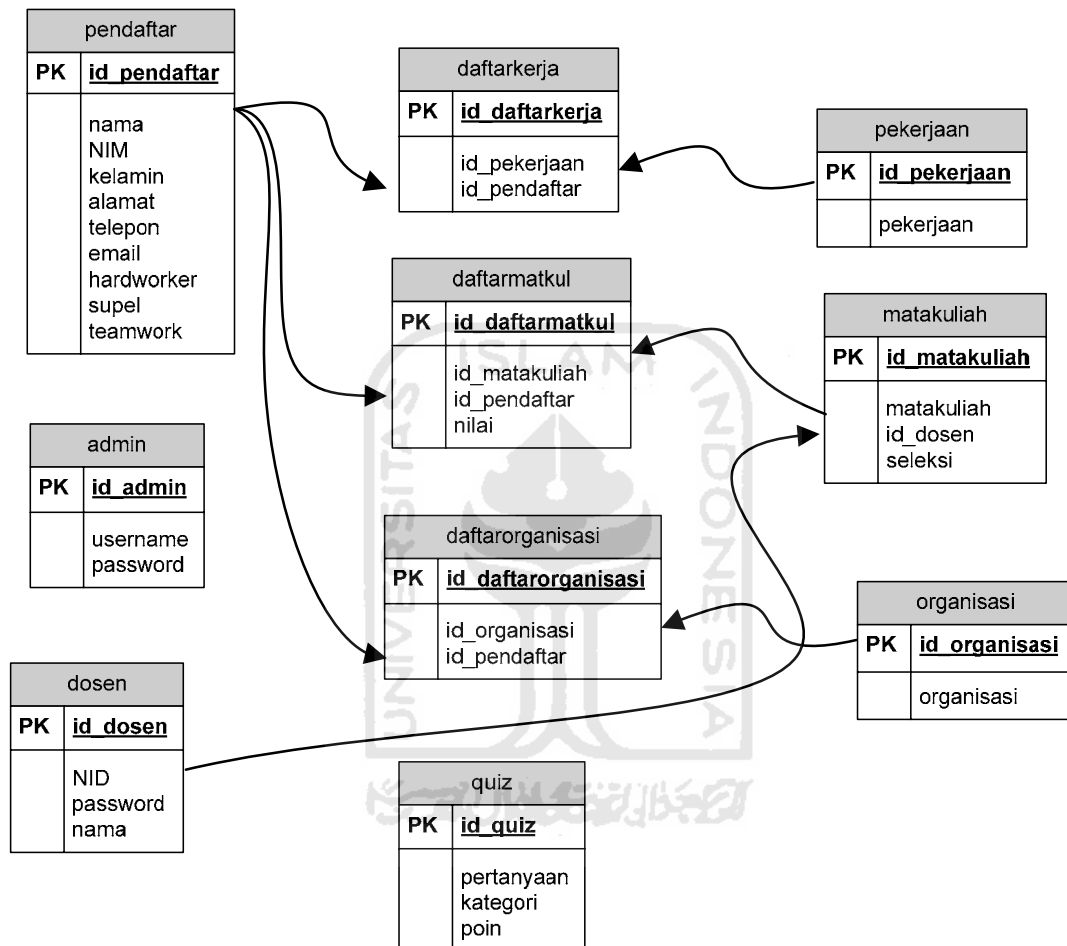 pendaftar
PK id_pendaftar
nama
NIM
kelamin
alamat
telepon
email
hardworker
supel
teamwork
daftarkerja
PK id_daftarkerja
id_pekerjaan
id_pendaftar
pekerjaan
PK id_pekerjaan
pekerjaan
daftarmatkul
PK id_daftarmatkul
id_matakuliah
id_pendaftar
nilai
matakuliah
PK id_matakuliah
matakuliah
id_dosen
seleksi
admin
PK id_admin
username
password
daftarorganisasi
PK id_daftarorganisasi
id_organisasi
id_pendaftar
organisasi
PK id_organisasi
organisasi
dosen
PK id_dosen
NID
password
nama
quiz
PK id_quiz
pertanyaan
kategori
poin
UNIVERSITAS
ISLAM
INDONESIA